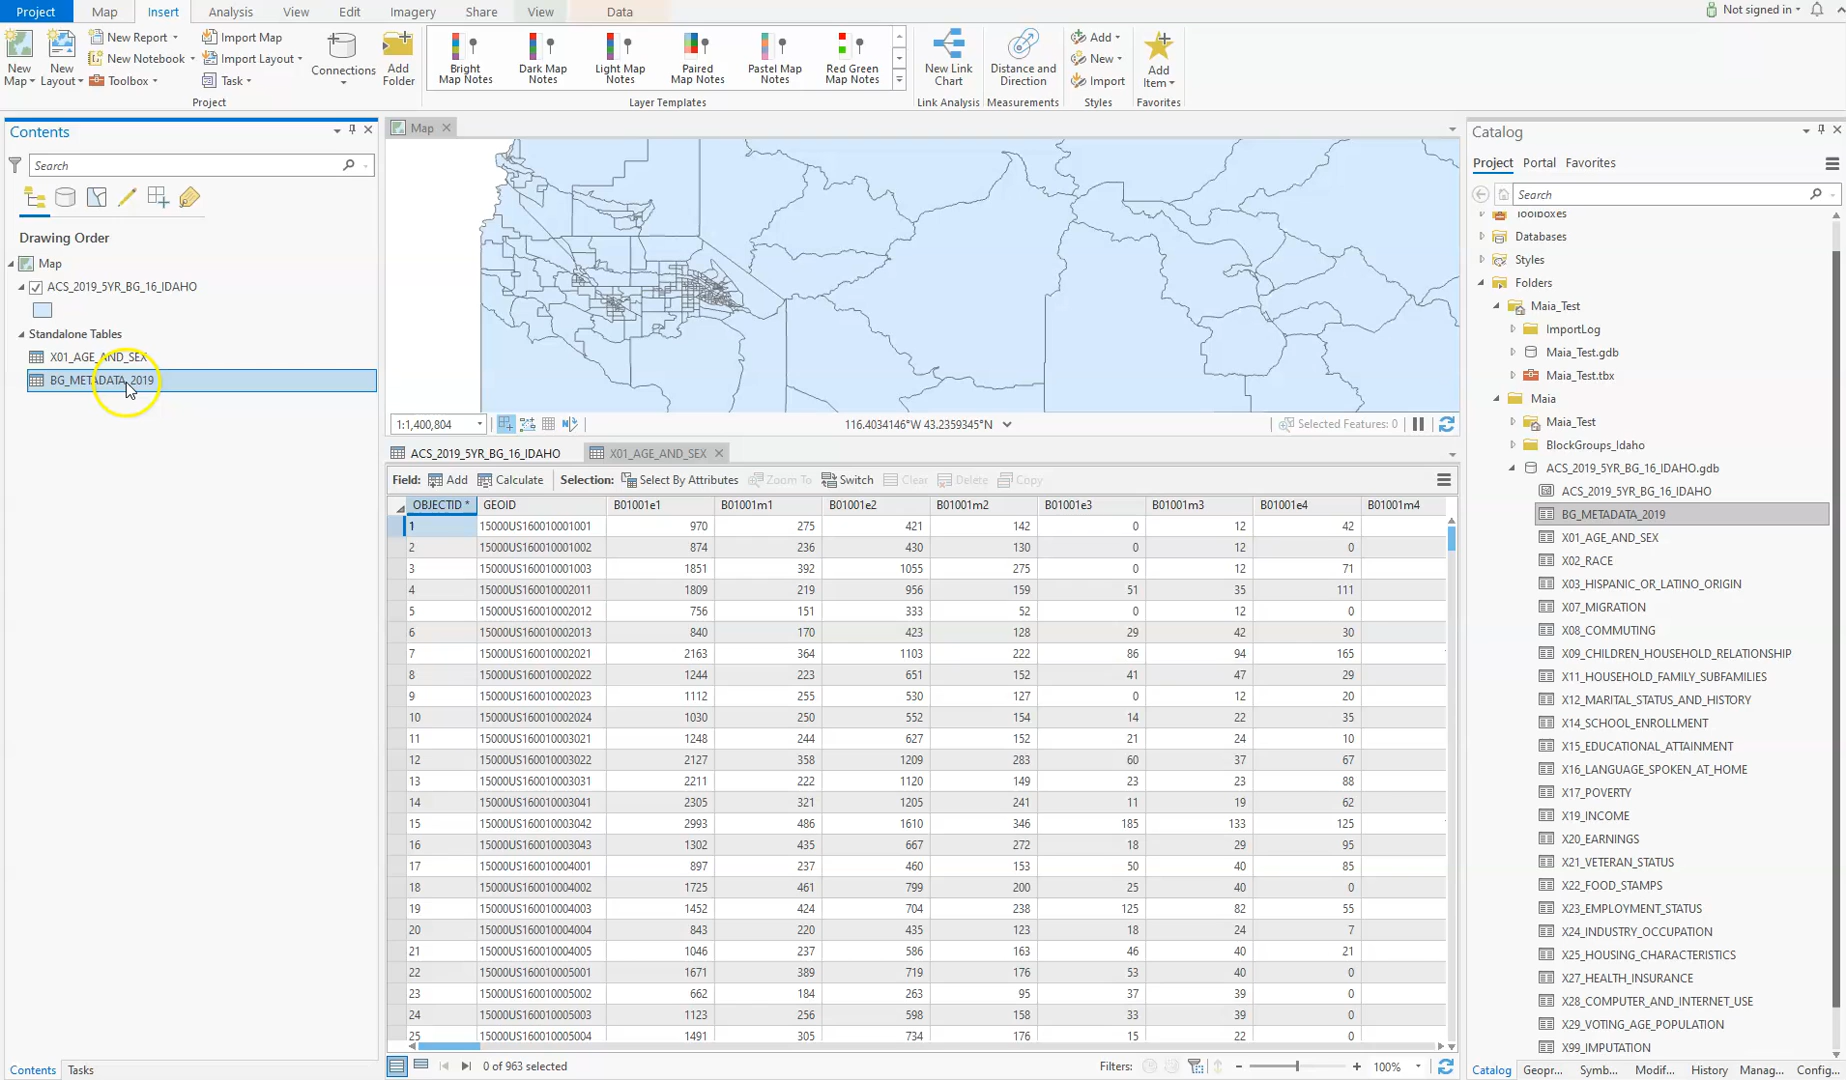 Project Map Insert Analysis View Edit Imagery Share View Data Not signed in
New Map New Layout New Report New Notebook Toolbox Import Map Import Layout Task Connections Add Folder
Project
Bright Map Notes Dark Map Notes Light Map Notes Paired Map Notes Pastel Map Notes Red Green Map Notes
Layer Templates
New Link Chart
Link Analysis
Distance and Direction
Measurements
Add New Import
Styles
Add Item
Favorites
Contents
Search
Drawing Order
Map
ACS_2019_5YR_BG_16_IDAHO
Standalone Tables
X01_AGE_AND_SEX
BG_METADATA_2019
Contents Tasks
Map
1:1,400,804 116.4034146°W 43.2359345°N Selected Features: 0
ACS_2019_5YR_BG_16_IDAHO X01_AGE_AND_SEX
Field: Add Calculate Selection: Select By Attributes Zoom To Switch Clear Delete Copy
OBJECTID * GEOID B01001e1 B01001m1 B01001e2 B01001m2 B01001e3 B01001m3 B01001e4 B01001m4
1 15000US160010001001 970 275 421 142 0 12 42
2 15000US160010001002 874 236 430 130 0 12 0
3 15000US160010001003 1851 392 1055 275 0 12 71
4 15000US160010002011 1809 219 956 159 51 35 111
5 15000US160010002012 756 151 333 52 0 12 0
6 15000US160010002013 840 170 423 128 29 42 30
7 15000US160010002021 2163 364 1103 222 86 94 165
8 15000US160010002022 1244 223 651 152 41 47 29
9 15000US160010002023 1112 255 530 127 0 12 20
10 15000US160010002024 1030 250 552 154 14 22 35
11 15000US160010003021 1248 244 627 152 21 24 10
12 15000US160010003022 2127 358 1209 283 60 37 67
13 15000US160010003031 2211 222 1120 149 23 23 88
14 15000US160010003041 2305 321 1205 241 11 19 62
15 15000US160010003042 2993 486 1610 346 185 133 125
16 15000US160010003043 1302 435 667 272 18 29 95
17 15000US160010004001 897 237 460 153 50 40 85
18 15000US160010004002 1725 461 799 200 25 40 0
19 15000US160010004003 1452 424 704 238 125 82 55
20 15000US160010004004 843 220 435 123 18 24 7
21 15000US160010004005 1046 237 586 163 46 40 21
22 15000US160010005001 1671 389 719 176 53 40 0
23 15000US160010005002 662 184 263 95 37 39 0
24 15000US160010005003 1123 256 598 158 33 39 0
25 15000US160010005004 1491 305 734 176 15 22 0
0 of 963 selected Filters: 100%
Catalog
Project Portal Favorites
Search
Toolboxes
Databases
Styles
Folders
Maia_Test
ImportLog
Maia_Test.gdb
Maia_Test.tbx
Maia
Maia_Test
BlockGroups_Idaho
ACS_2019_5YR_BG_16_IDAHO.gdb
ACS_2019_5YR_BG_16_IDAHO
BG_METADATA_2019
X01_AGE_AND_SEX
X02_RACE
X03_HISPANIC_OR_LATINO_ORIGIN
X07_MIGRATION
X08_COMMUTING
X09_CHILDREN_HOUSEHOLD_RELATIONSHIP
X11_HOUSEHOLD_FAMILY_SUBFAMILIES
X12_MARITAL_STATUS_AND_HISTORY
X14_SCHOOL_ENROLLMENT
X15_EDUCATIONAL_ATTAINMENT
X16_LANGUAGE_SPOKEN_AT_HOME
X17_POVERTY
X19_INCOME
X20_EARNINGS
X21_VETERAN_STATUS
X22_FOOD_STAMPS
X23_EMPLOYMENT_STATUS
X24_INDUSTRY_OCCUPATION
X25_HOUSING_CHARACTERISTICS
X27_HEALTH_INSURANCE
X28_COMPUTER_AND_INTERNET_USE
X29_VOTING_AGE_POPULATION
X99_IMPUTATION
Catalog Geopr... Symb... Modif... History Manag... Config...